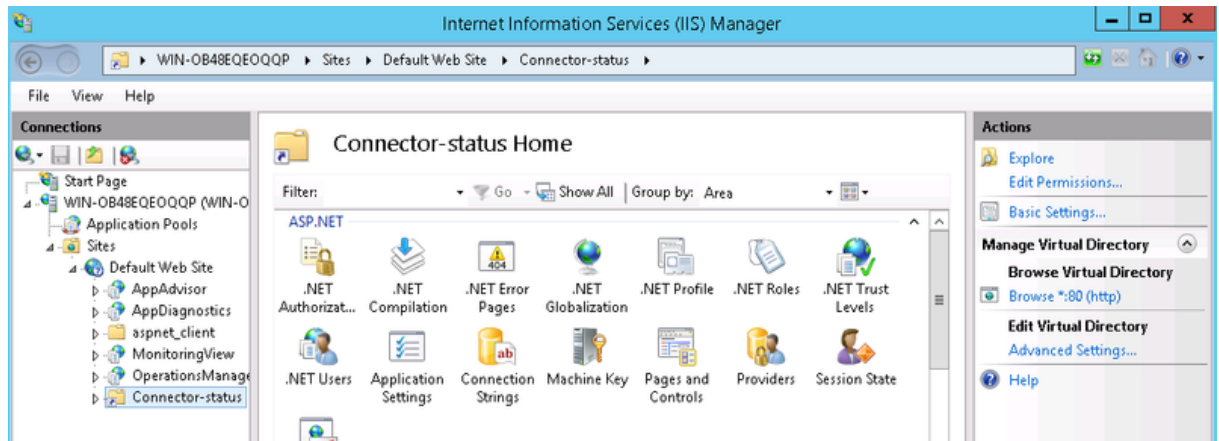 Internet Information Services (IIS) Manager
WIN-OB48EQEOQQP Sites Default Web Site Connector-status
File View Help
Connections
Start Page
WIN-OB48EQEOQQP (WIN-O
Application Pools
Sites
Default Web Site
AppAdvisor
AppDiagnostics
aspnet_client
MonitoringView
OperationsManage
Connector-status
Connector-status Home
Filter: Go Show All Group by: Area
ASP.NET
.NET Authorizat...
.NET Compilation
.NET Error Pages
.NET Globalization
.NET Profile
.NET Roles
.NET Trust Levels
.NET Users
Application Settings
Connection Strings
Machine Key
Pages and Controls
Providers
Session State
Actions
Explore
Edit Permissions...
Basic Settings...
Manage Virtual Directory
Browse Virtual Directory
Browse *:80 (http)
Edit Virtual Directory
Advanced Settings...
Help